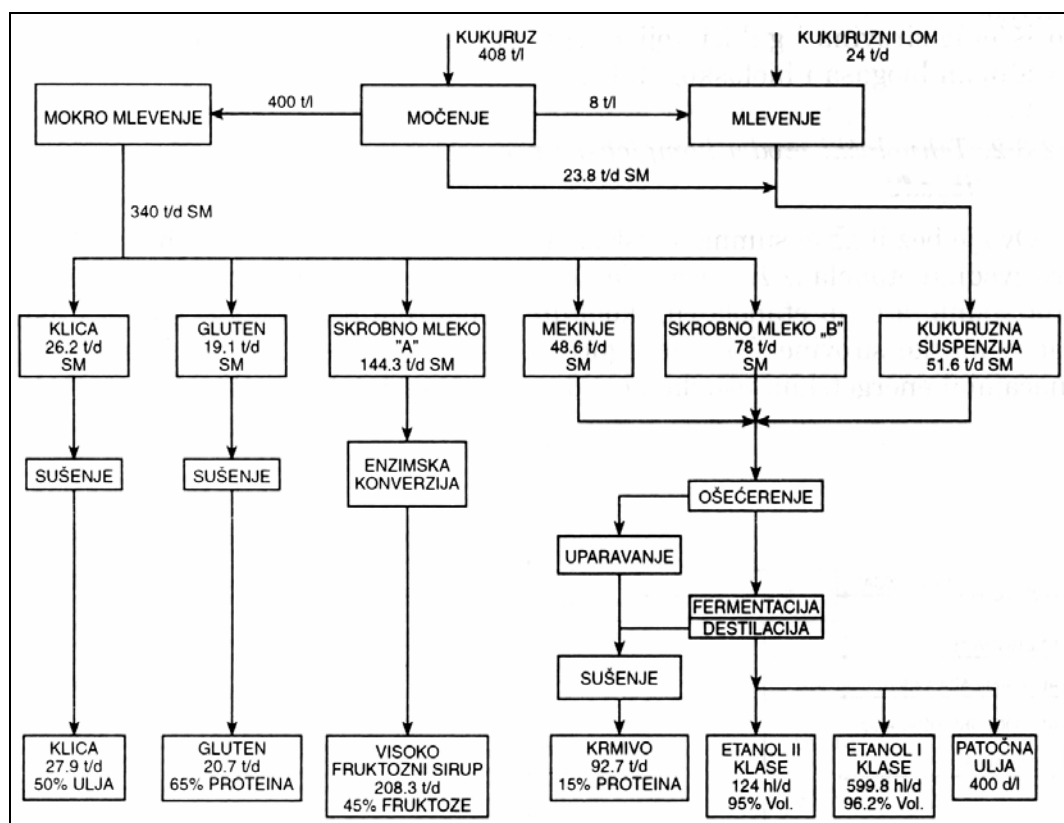 KUKURUZ
408 t/l
KUKURUZNI LOM
24 t/d
MOKRO MLEVENJE
400 t/l
MOČENJE
8 t/l
MLEVENJE
23.8 t/d SM
340 t/d SM
KLICA
26.2 t/d
SM
GLUTEN
19.1 t/d
SM
SKROBNO MLEKO
"A"
144.3 t/d SM
MEKINJE
48.6 t/d
SM
SKROBNO MLEKO „B"
78 t/d
SM
KUKURUZNA
SUSPENZIJA
51.6 t/d SM
SUŠENJE
SUŠENJE
ENZIMSKA
KONVERZIJA
OŠEĆERENJE
UPARAVANJE
FERMENTACIJA
DESTILACIJA
SUŠENJE
KLICA
27.9 t/d
50% ULJA
GLUTEN
20.7 t/d
65% PROTEINA
VISOKO
FRUKTOZNI SIRUP
208.3 t/d
45% FRUKTOZE
KRMIVO
92.7 t/d
15% PROTEINA
ETANOL II
KLASE
124 hl/d
95% Vol.
ETANOL I
KLASE
599.8 hl/d
96.2% Vol.
PATOČNA
ULJA
400 d/l